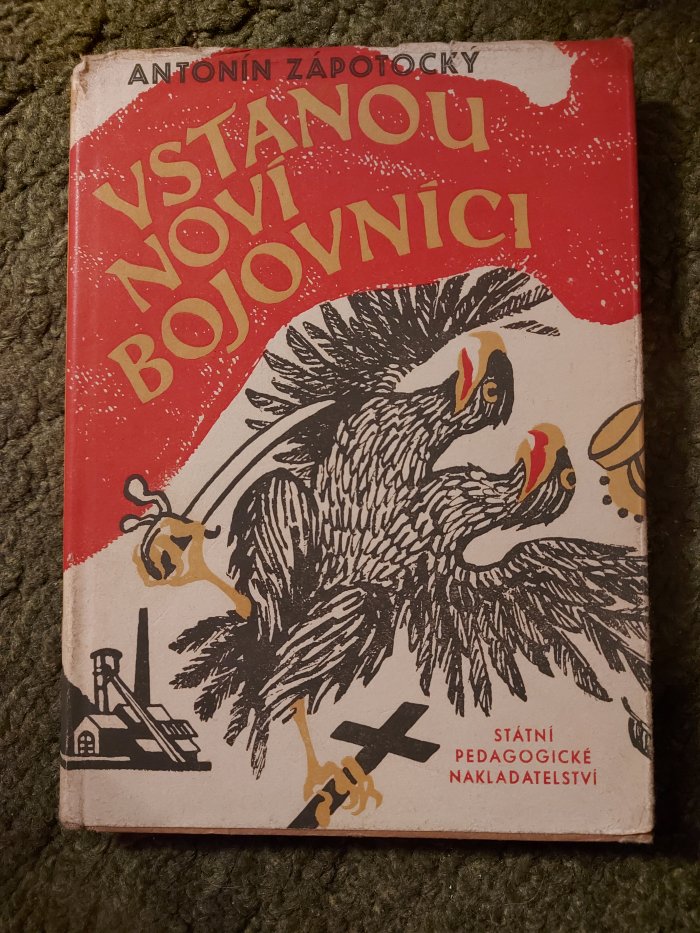 ANTONÍN ZÁPOTOCKÝ
VSTANOU
NOVÍ
BOJOVNÍCI
STÁTNÍ
PEDAGOGICKÉ
NAKLADATELSTVÍ